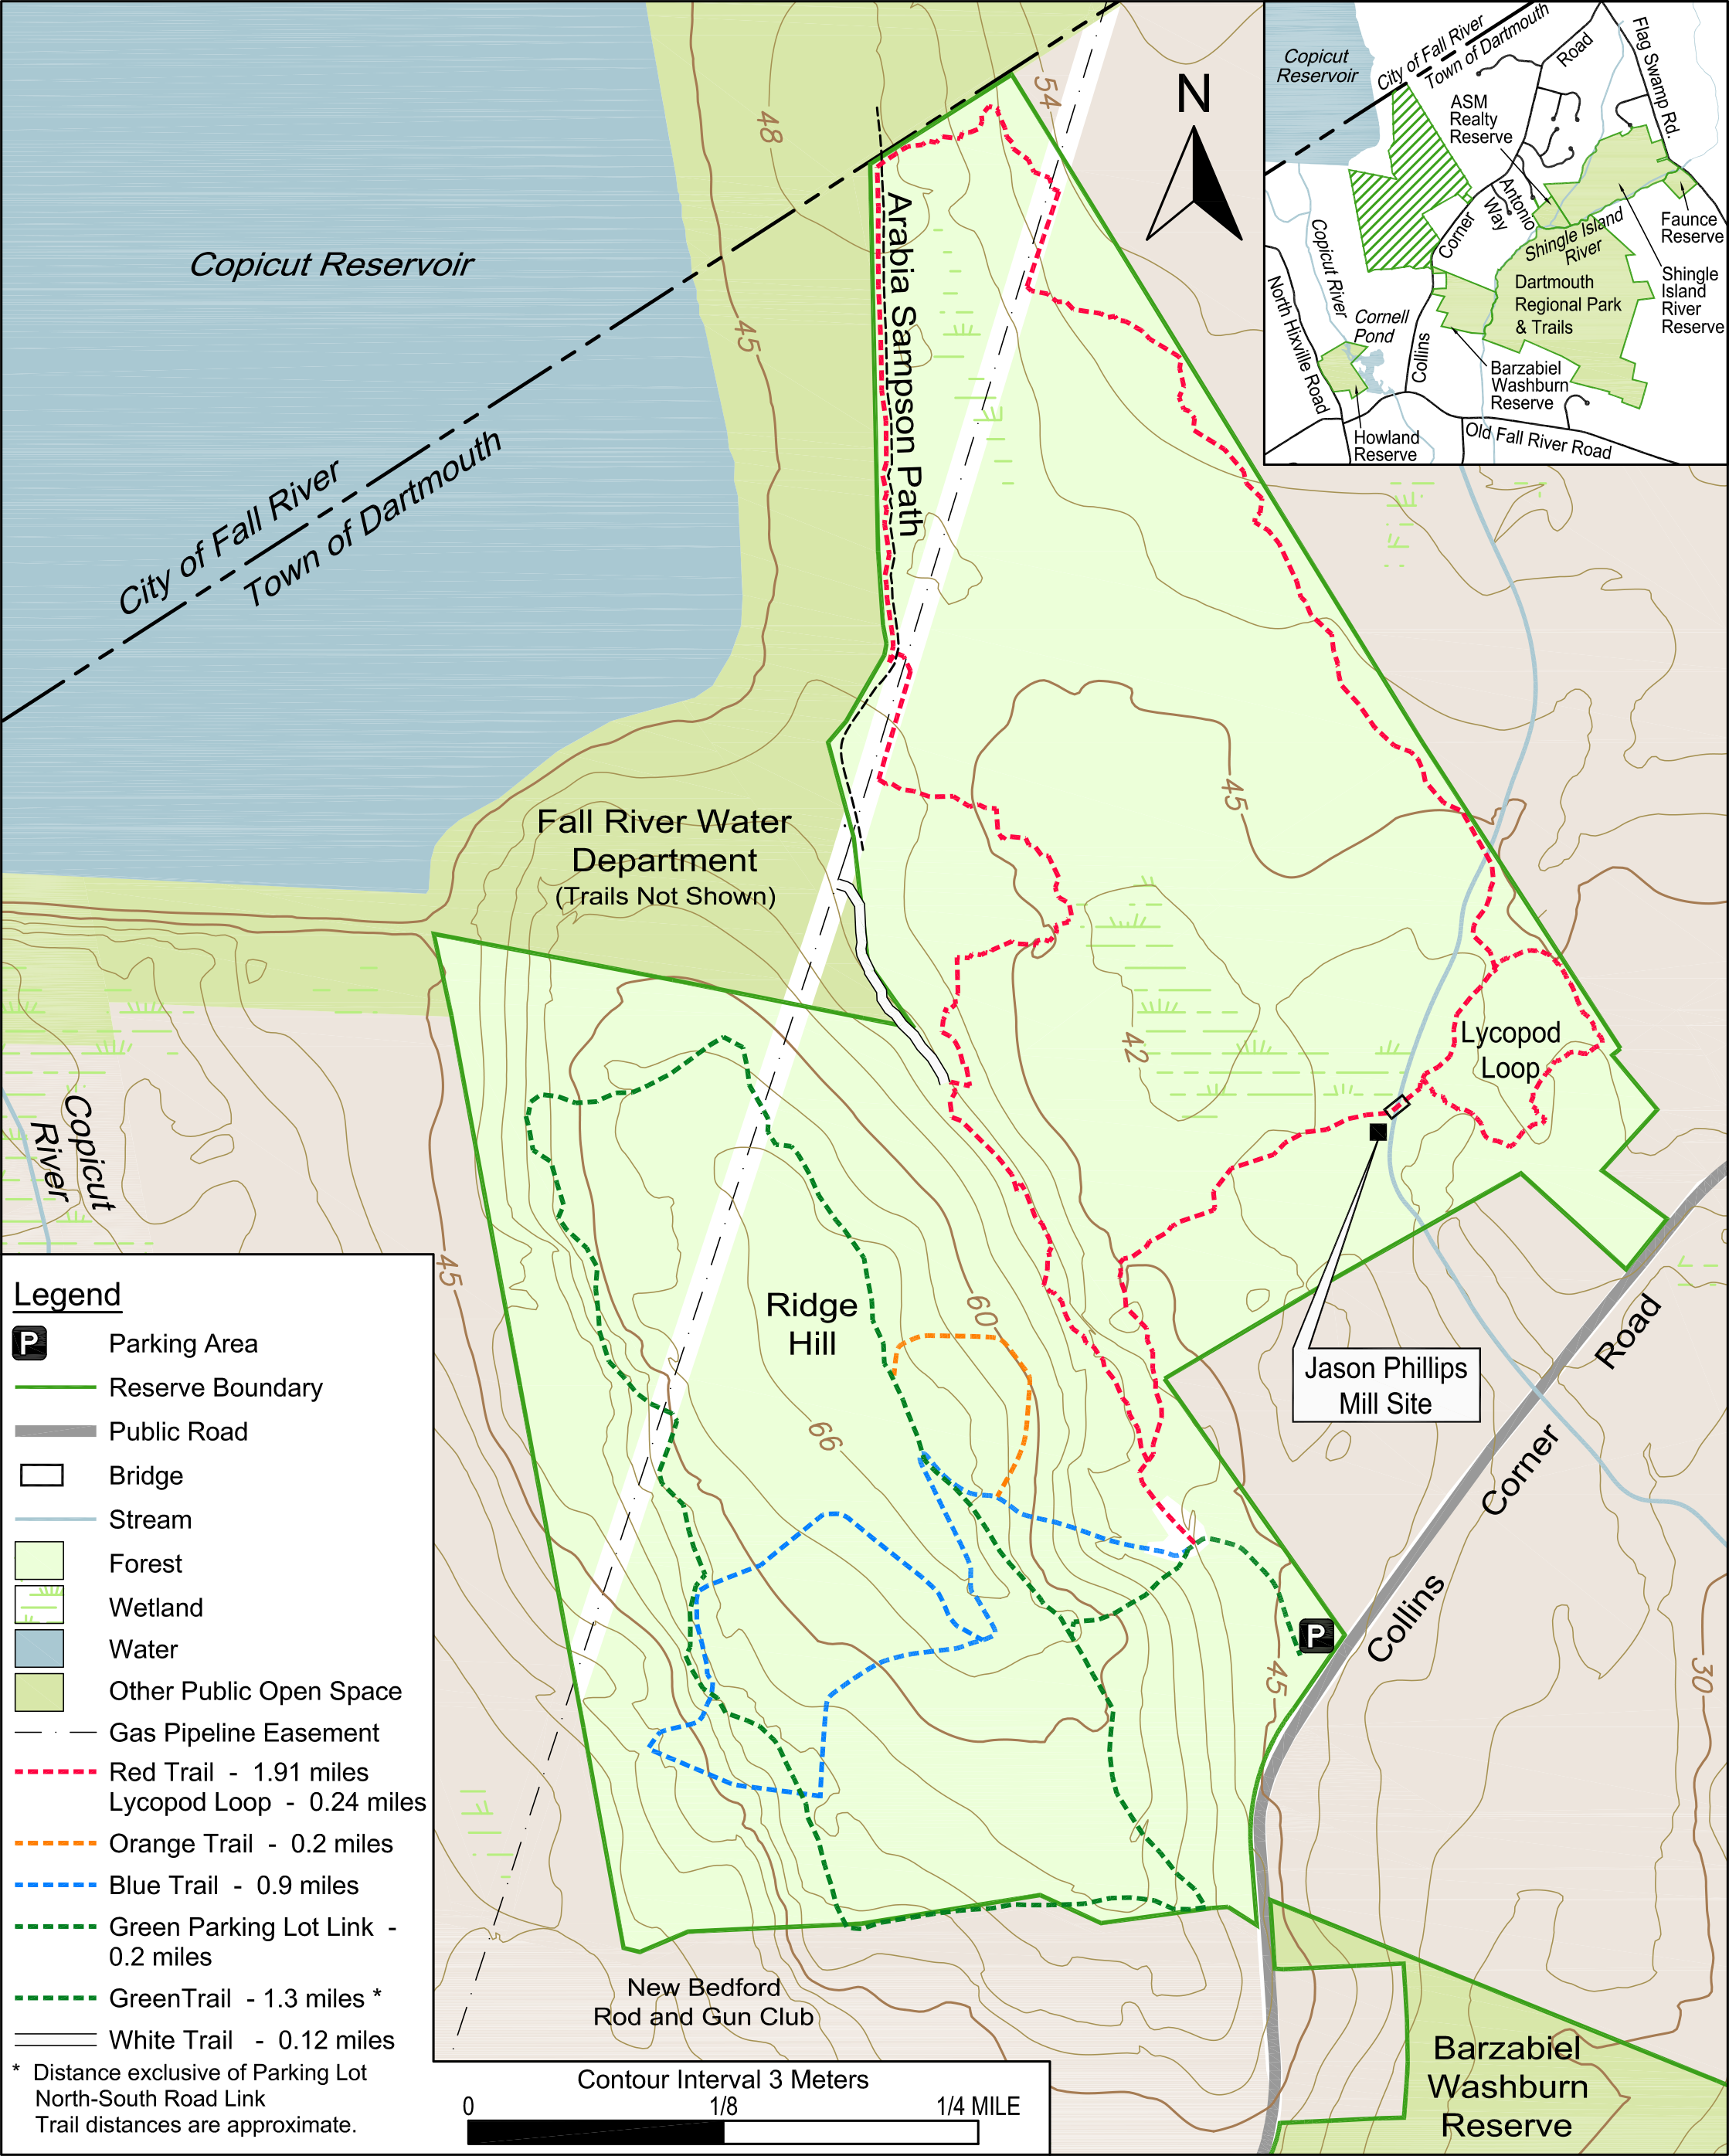 N
48
54
Copicut Reservoir
45
Arabia Sampson Path
City of Fall River
Town of Dartmouth
45
Fall River Water
Department
(Trails Not Shown)
42
Lycopod
Loop
Copicut
River
45
Ridge
Hill
60
66
Jason Phillips
Mill Site
Collins Corner Road
P
45
30
New Bedford
Rod and Gun Club
Barzabiel
Washburn
Reserve
Copicut
Reservoir
City of Fall River
Town of Dartmouth
Road
Flag Swamp Rd.
ASM
Realty
Reserve
Antonio
Way
Corner
Shingle Island
River
Faunce
Reserve
Shingle
Island
River
Reserve
Dartmouth
Regional Park
& Trails
Copicut River
North Hixville Road
Cornell
Pond
Collins
Barzabiel
Washburn
Reserve
Howland
Reserve
Old Fall River Road
Legend
P Parking Area
Reserve Boundary
Public Road
Bridge
Stream
Forest
Wetland
Water
Other Public Open Space
Gas Pipeline Easement
Red Trail - 1.91 miles
Lycopod Loop - 0.24 miles
Orange Trail - 0.2 miles
Blue Trail - 0.9 miles
Green Parking Lot Link -
0.2 miles
GreenTrail - 1.3 miles *
White Trail - 0.12 miles
* Distance exclusive of Parking Lot
North-South Road Link
Trail distances are approximate.
Contour Interval 3 Meters
0 1/8 1/4 MILE